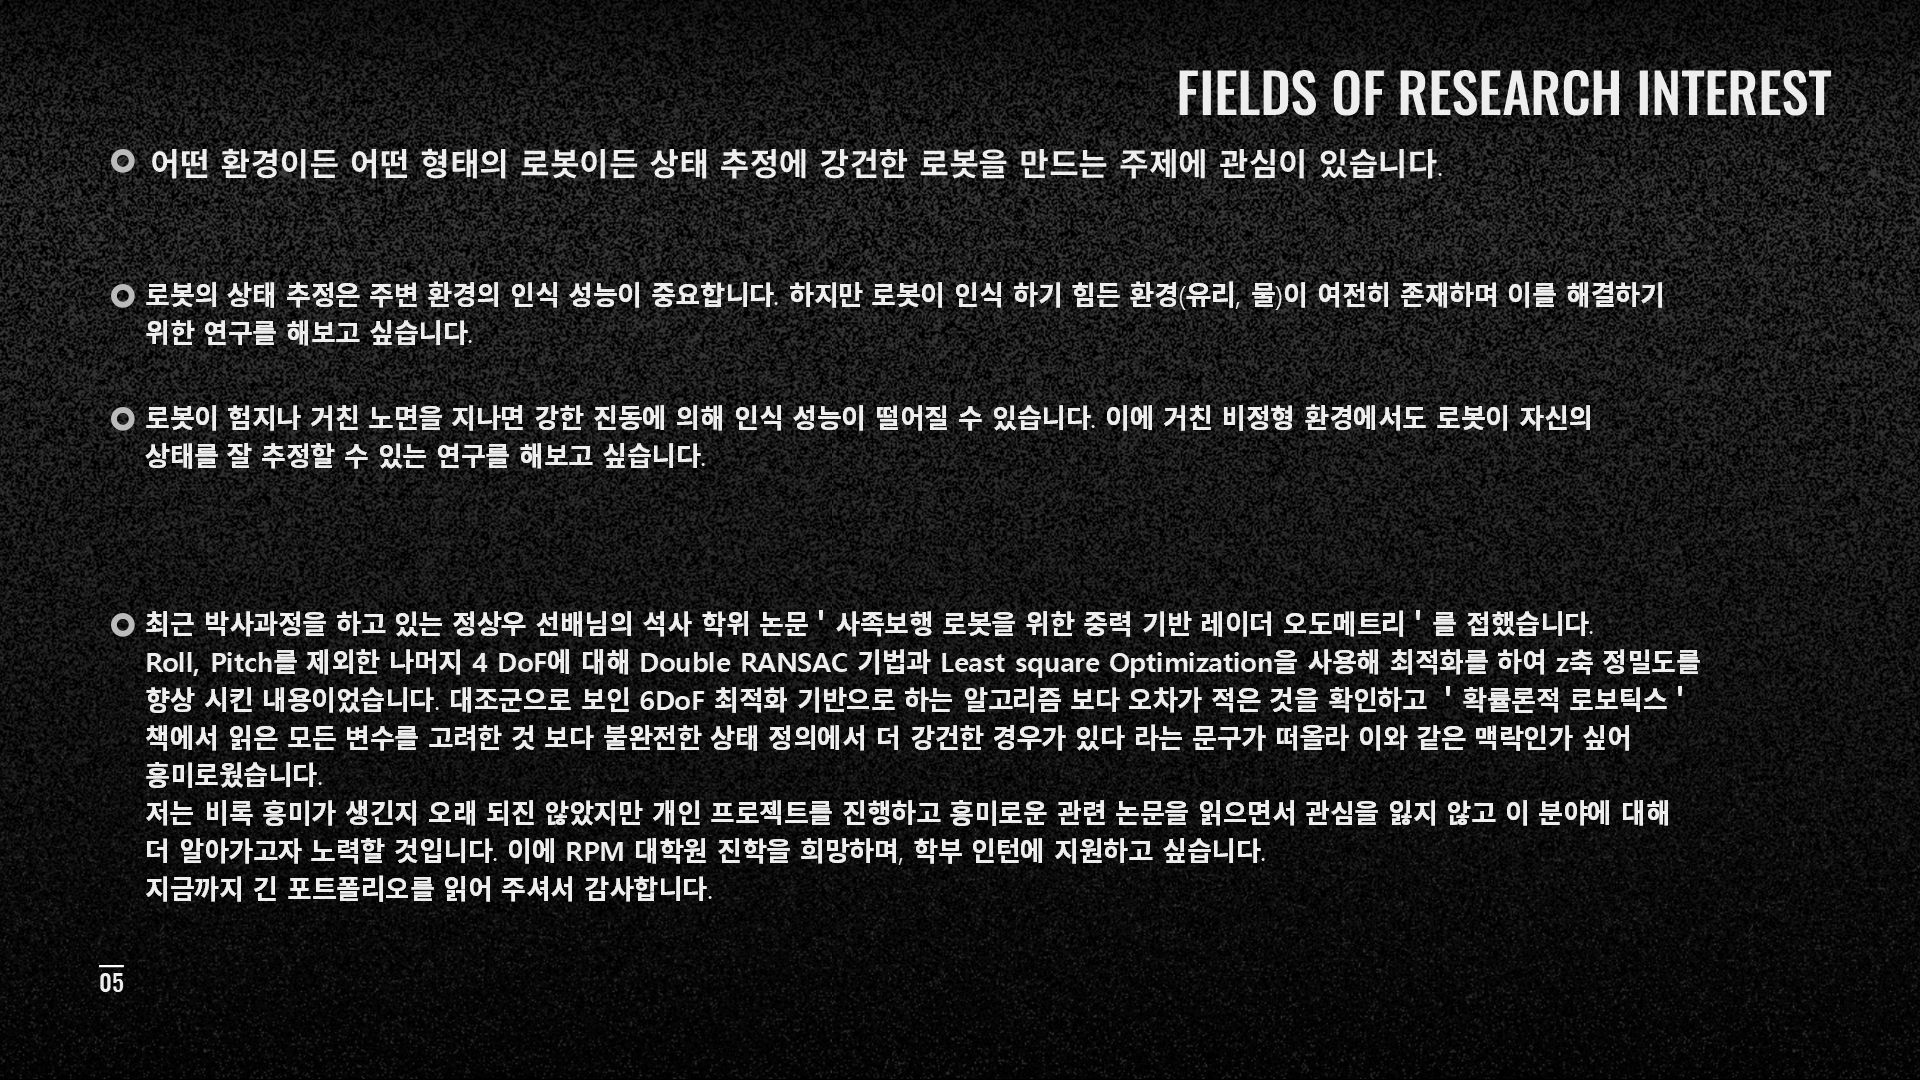 FIELDS OF RESEARCH INTEREST
어떤 환경이든 어떤 형태의 로봇이든 상태 추정에 강건한 로봇을 만드는 주제에 관심이 있습니다.
로봇의 상태 추정은 주변 환경의 인식 성능이 중요합니다. 하지만 로봇이 인식 하기 힘든 환경(유리, 물)이 여전히 존재하며 이를 해결하기
위한 연구를 해보고 싶습니다.
로봇이 험지나 거친 노면을 지나면 강한 진동에 의해 인식 성능이 떨어질 수 있습니다. 이에 거친 비정형 환경에서도 로봇이 자신의
상태를 잘 추정할 수 있는 연구를 해보고 싶습니다.
최근 박사과정을 하고 있는 정상우 선배님의 석사 학위 논문 ' 사족보행 로봇을 위한 중력 기반 레이더 오도메트리 ' 를 접했습니다.
Roll, Pitch를 제외한 나머지 4 DoF에 대해 Double RANSAC 기법과 Least square Optimization을 사용해 최적화를 하여 z축 정밀도를
향상 시킨 내용이었습니다. 대조군으로 보인 6DoF 최적화 기반으로 하는 알고리즘 보다 오차가 적은 것을 확인하고 ' 확률론적 로보틱스 '
책에서 읽은 모든 변수를 고려한 것 보다 불완전한 상태 정의에서 더 강건한 경우가 있다 라는 문구가 떠올라 이와 같은 맥락인가 싶어
흥미로웠습니다.
저는 비록 흥미가 생긴지 오래 되진 않았지만 개인 프로젝트를 진행하고 흥미로운 관련 논문을 읽으면서 관심을 잃지 않고 이 분야에 대해
더 알아가고자 노력할 것입니다. 이에 RPM 대학원 진학을 희망하며, 학부 인턴에 지원하고 싶습니다.
지금까지 긴 포트폴리오를 읽어 주셔서 감사합니다.
05